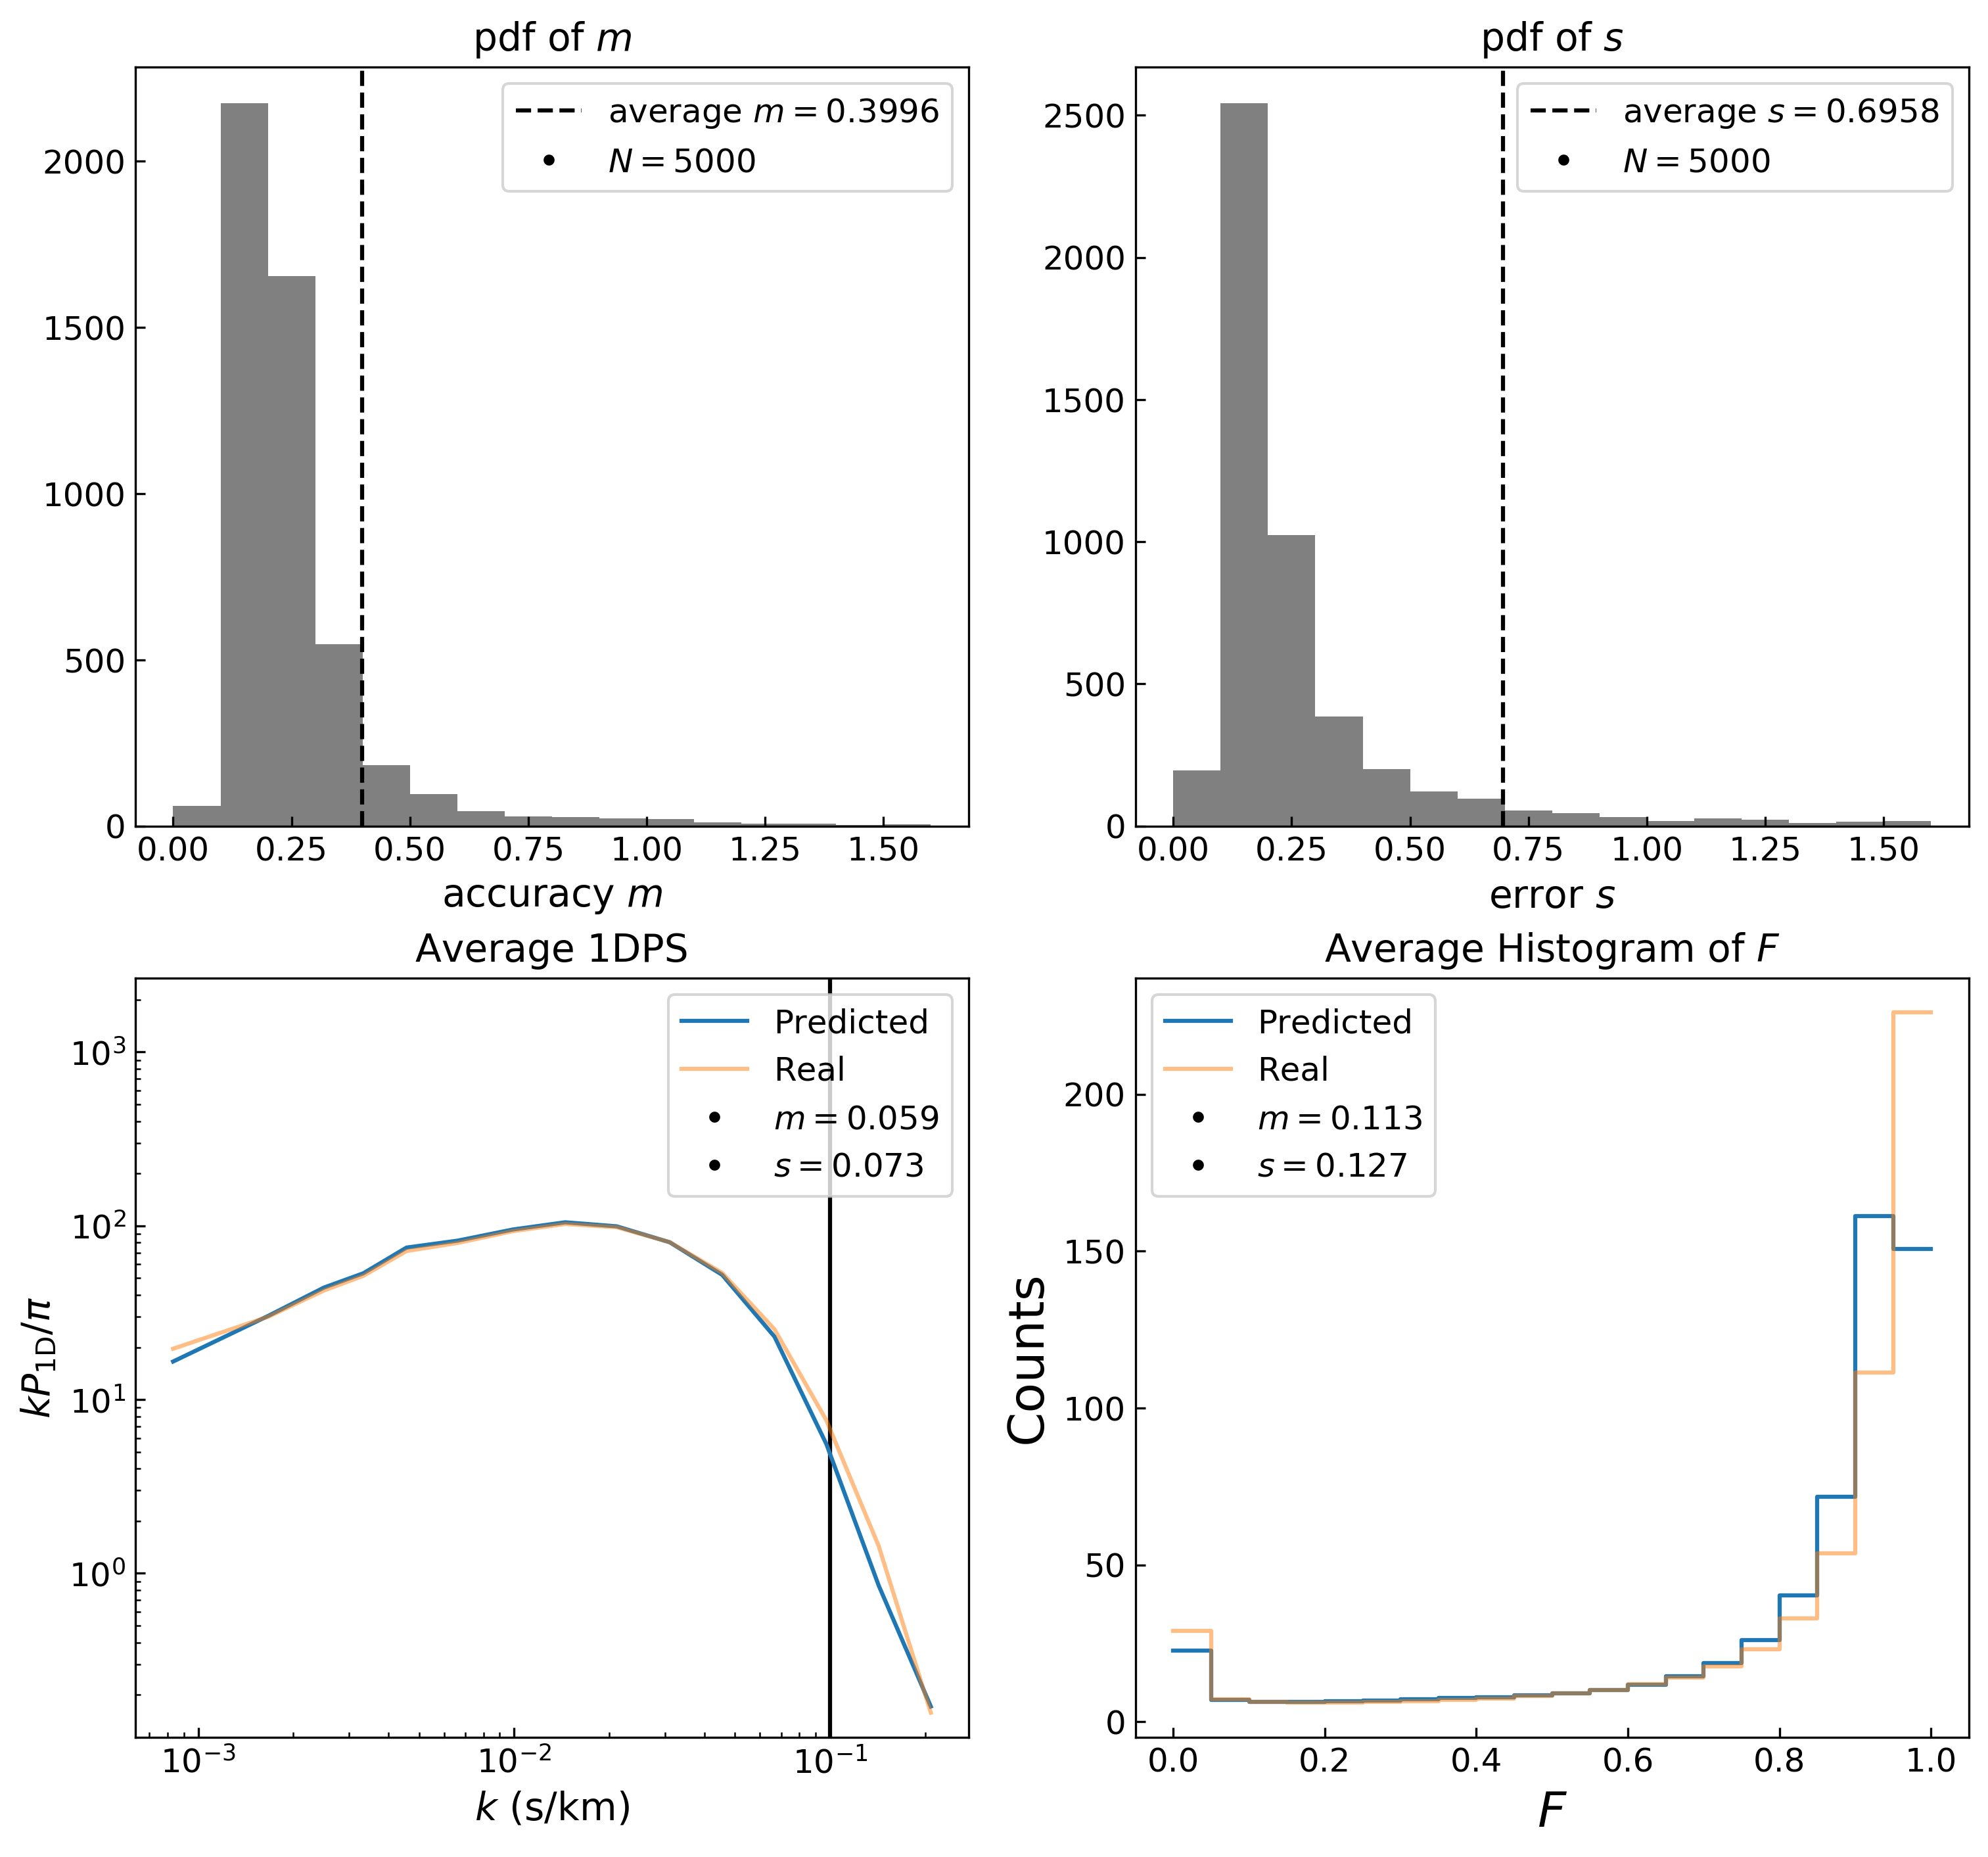 pdf of m
average m = 0.3996
N = 5000
2000
1500
1000
500
0
0.00 0.25 0.50 0.75 1.00 1.25 1.50
accuracy m
pdf of s
average s = 0.6958
N = 5000
2500
2000
1500
1000
500
0
0.00 0.25 0.50 0.75 1.00 1.25 1.50
error s
Average 1DPS
Predicted
Real
m = 0.059
s = 0.073
10³
10²
10¹
10⁰
kP₁D/π
10⁻³ 10⁻² 10⁻¹
k (s/km)
Average Histogram of F
Predicted
Real
m = 0.113
s = 0.127
200
150
100
50
0
Counts
0.0 0.2 0.4 0.6 0.8 1.0
F